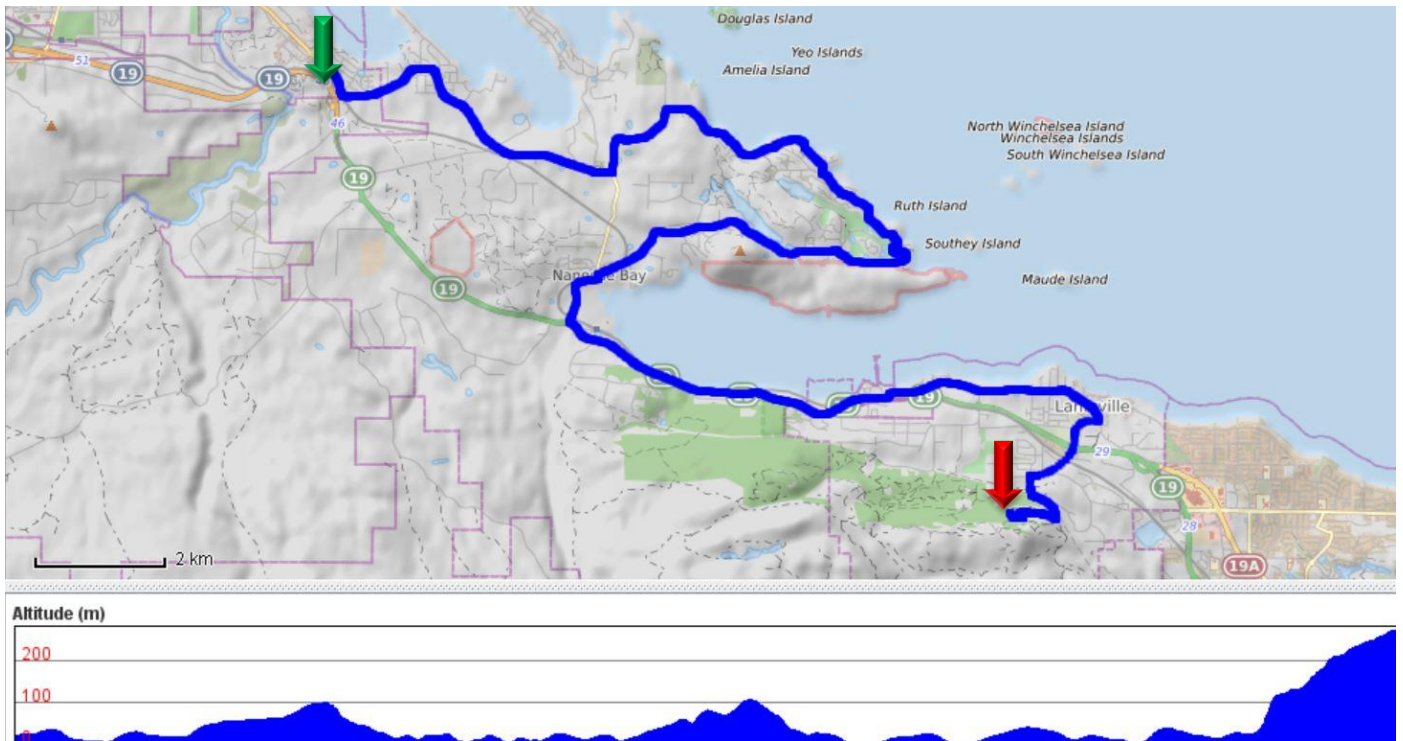 Douglas Island
Yeo Islands
Amelia Island
51
19
19
46
North Winchelsea Island
Winchelsea Islands
South Winchelsea Island
19
Ruth Island
Southey Island
Maude Island
19
19
29
19
28
19A
2 km
Altitude (m)
200
100
0